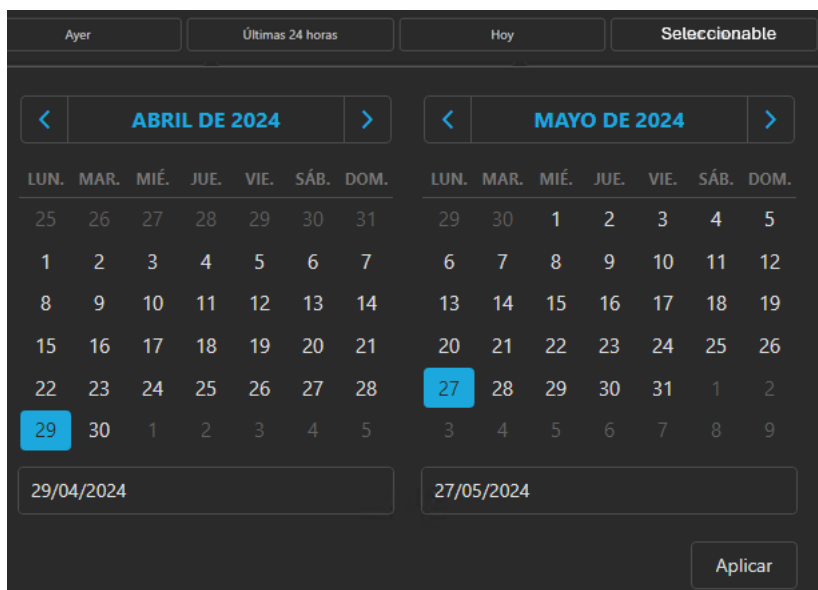 Ayer Últimas 24 horas Hoy Seleccionable
ABRIL DE 2024
LUN. MAR. MIÉ. JUE. VIE. SÁB. DOM.
25 26 27 28 29 30 31
1 2 3 4 5 6 7
8 9 10 11 12 13 14
15 16 17 18 19 20 21
22 23 24 25 26 27 28
29 30 1 2 3 4 5
29/04/2024
MAYO DE 2024
LUN. MAR. MIÉ. JUE. VIE. SÁB. DOM.
29 30 1 2 3 4 5
6 7 8 9 10 11 12
13 14 15 16 17 18 19
20 21 22 23 24 25 26
27 28 29 30 31 1 2
3 4 5 6 7 8 9
27/05/2024
Aplicar